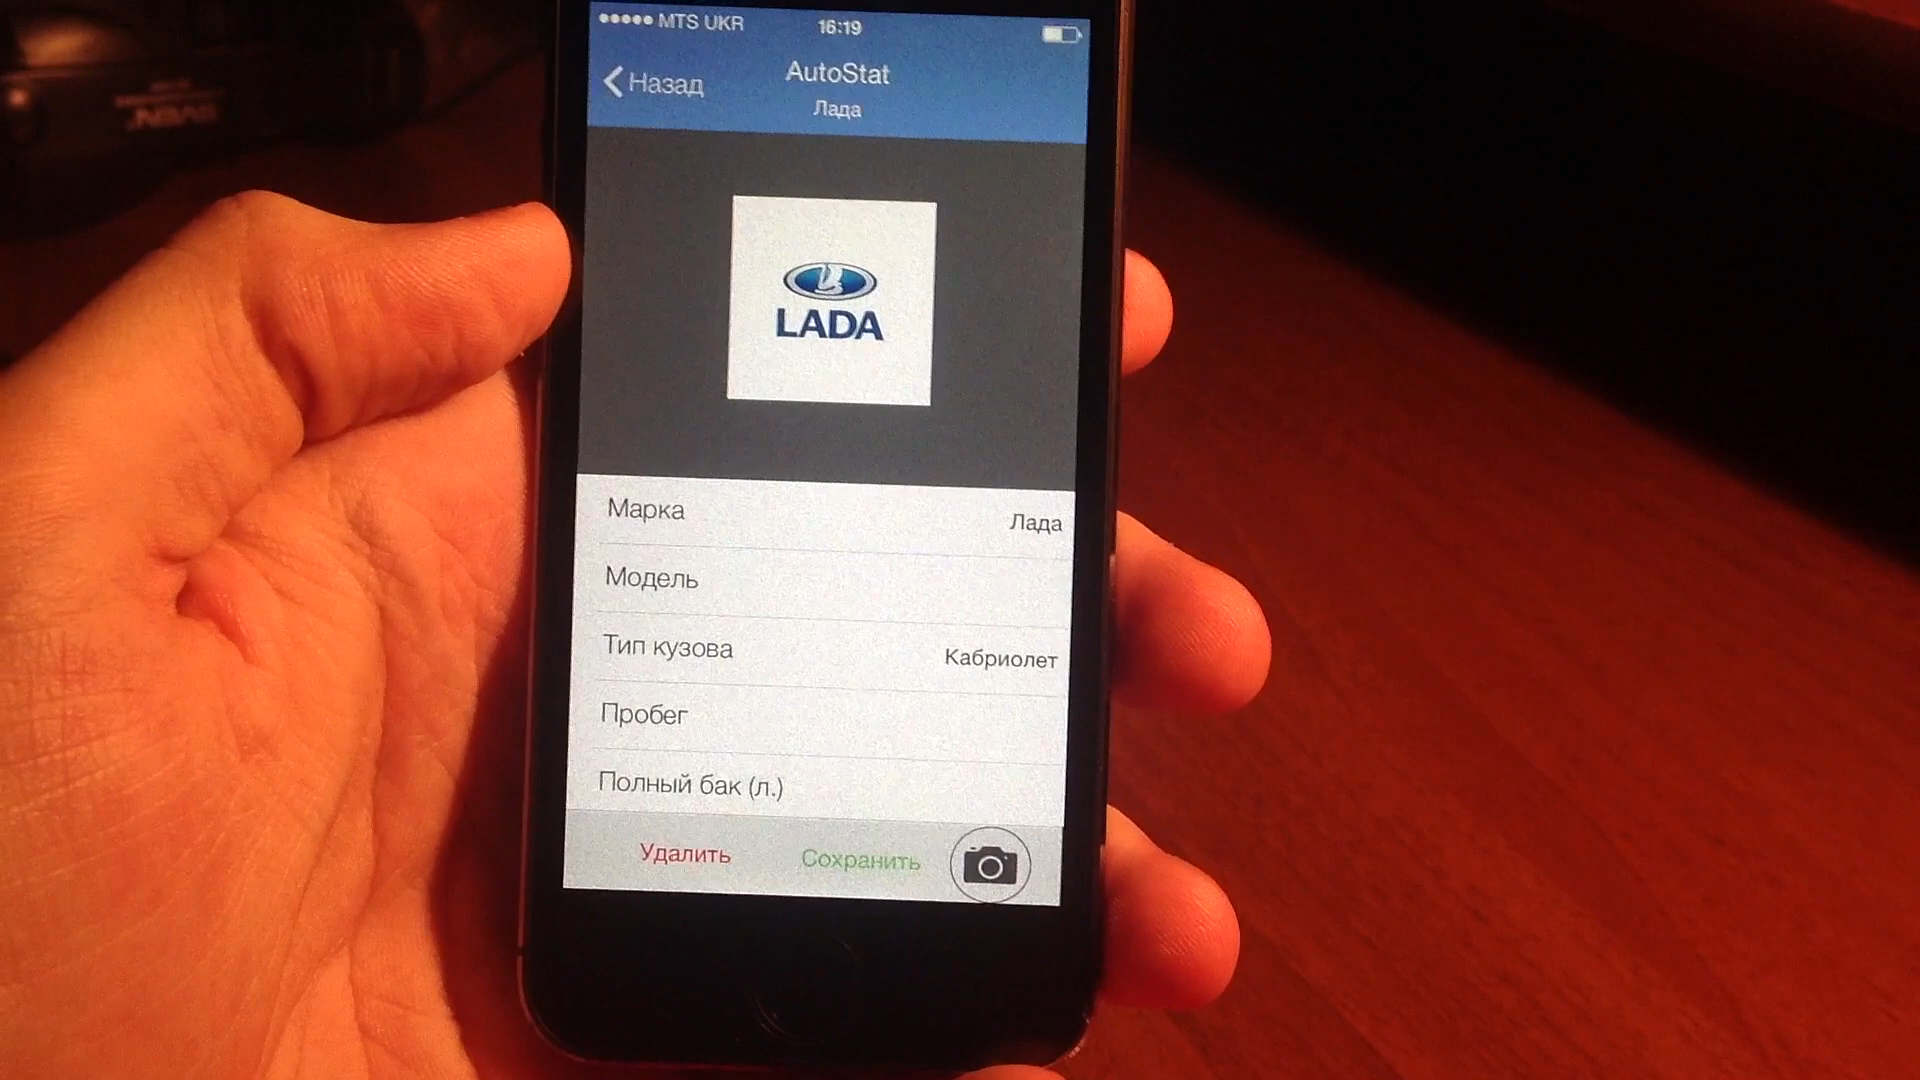 MTS UKR 16:19
Назад AutoStat
Лада
LADA
Марка Лада
Модель
Тип кузова Кабриолет
Пробег
Полный бак (л.)
Удалить Сохранить
SVEN